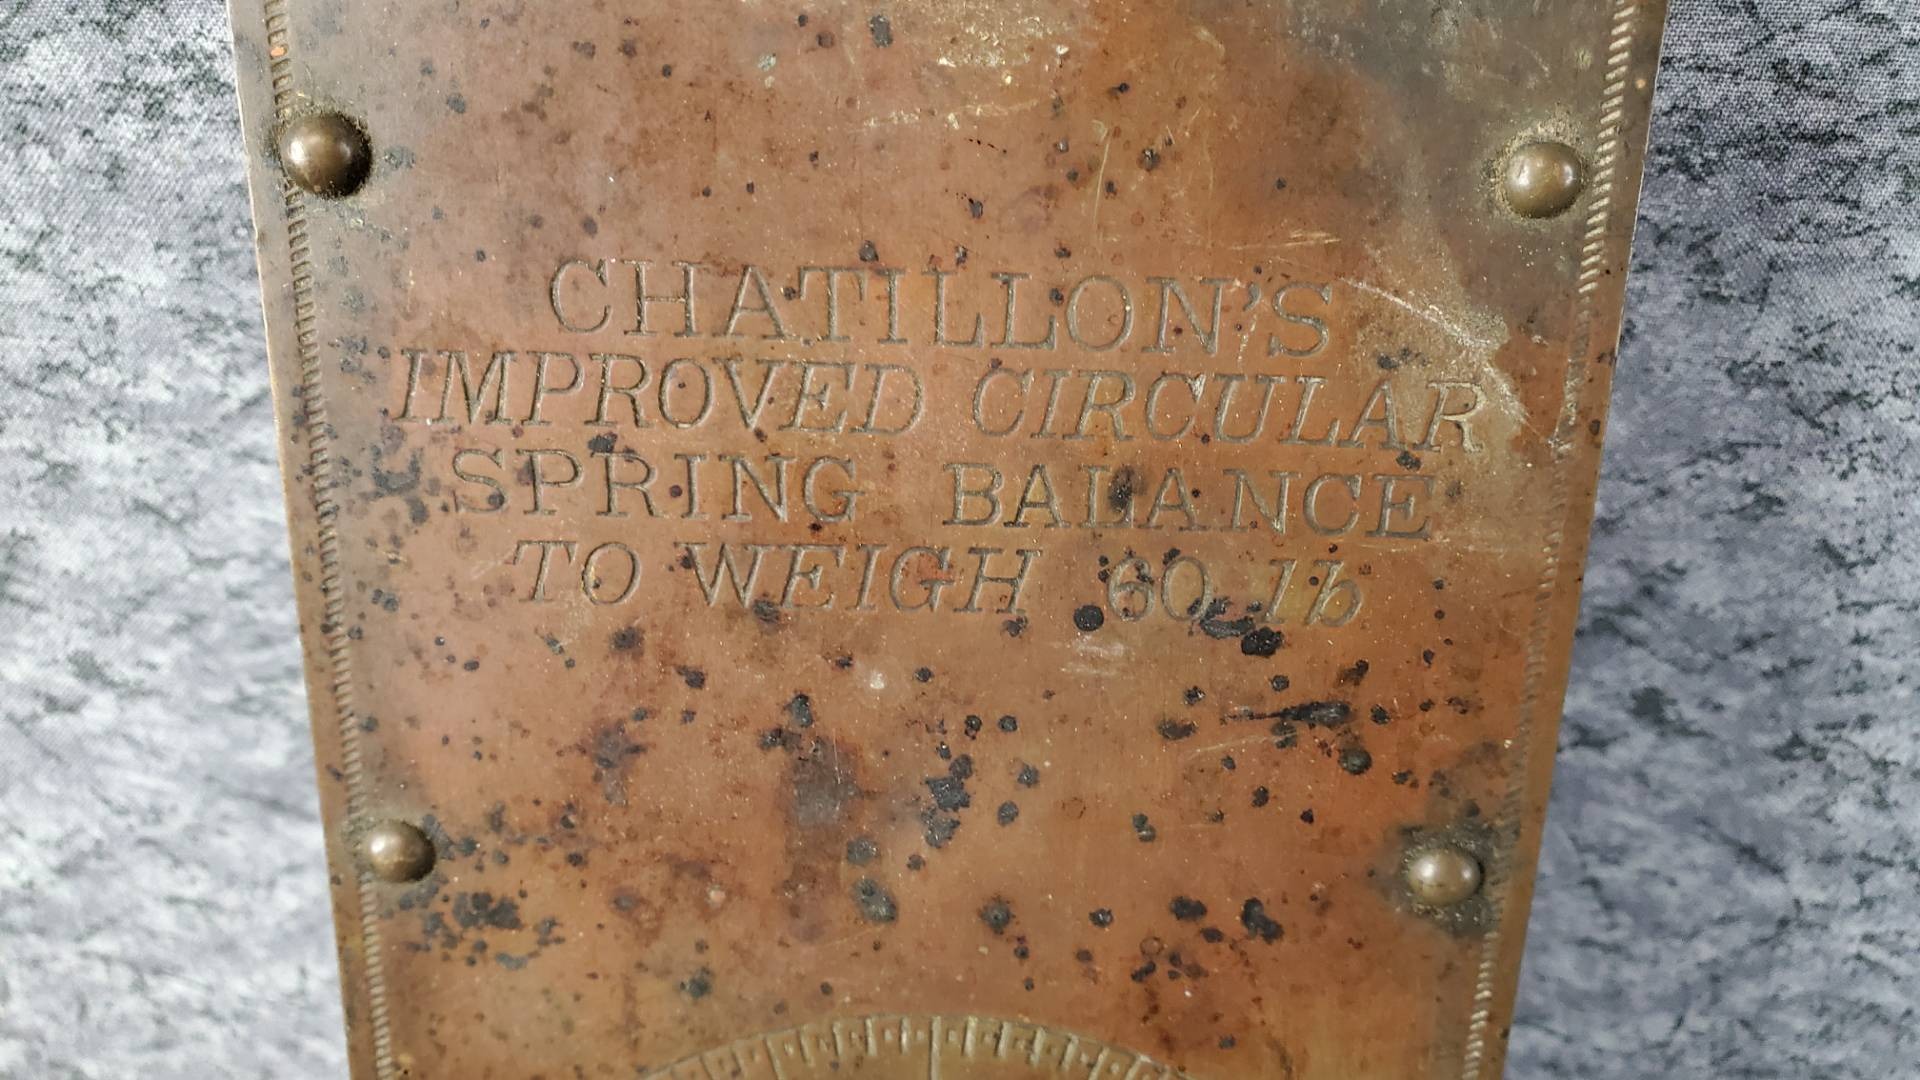 CHATILLON'S
IMPROVED CIRCULAR
SPRING BALANCE
TO WEIGH 60 lb